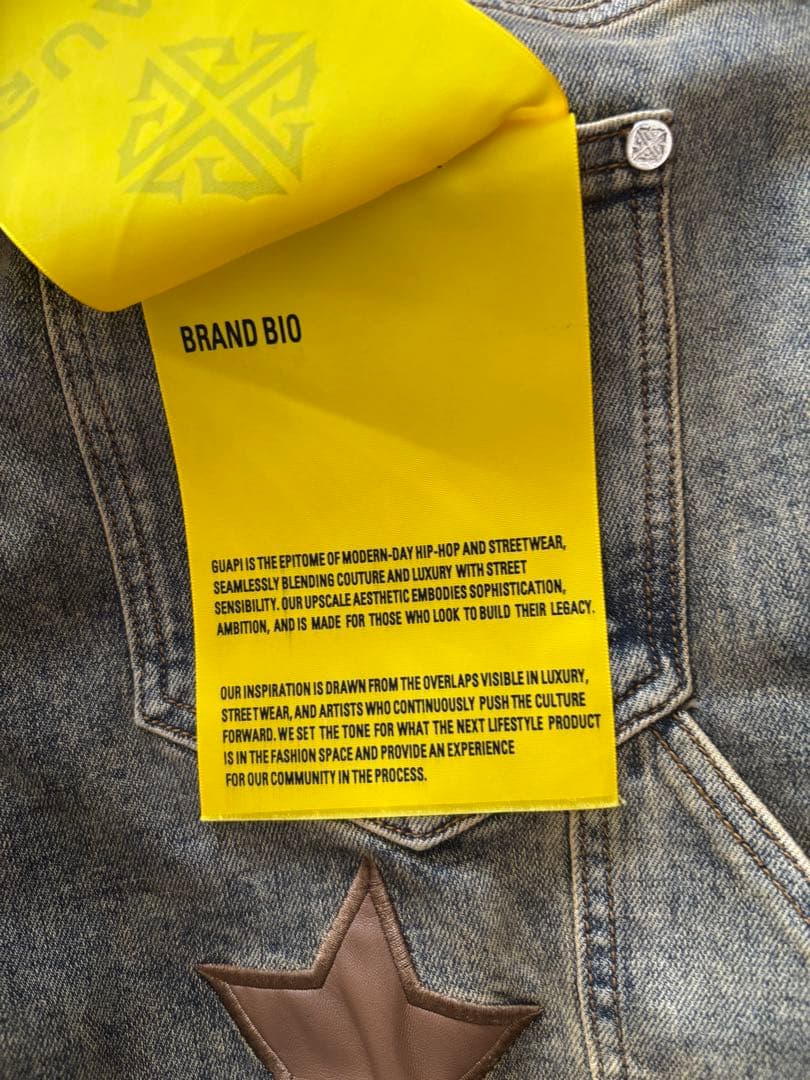 BRAND BIO
GUAPI IS THE EPITOME OF MODERN-DAY HIP-HOP AND STREETWEAR,
SEAMLESSLY BLENDING COUTURE AND LUXURY WITH STREET
SENSIBILITY. OUR UPSCALE AESTHETIC EMBODIES SOPHISTICATION,
AMBITION, AND IS MADE FOR THOSE WHO LOOK TO BUILD THEIR LEGACY.
OUR INSPIRATION IS DRAWN FROM THE OVERLAPS VISIBLE IN LUXURY,
STREETWEAR, AND ARTISTS WHO CONTINUOUSLY PUSH THE CULTURE
FORWARD. WE SET THE TONE FOR WHAT THE NEXT LIFESTYLE PRODUCT
IS IN THE FASHION SPACE AND PROVIDE AN EXPERIENCE
FOR OUR COMMUNITY IN THE PROCESS.